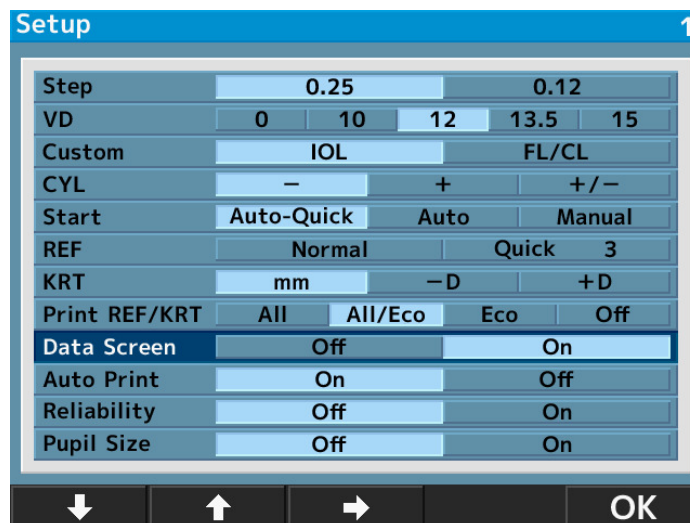 Setup 1
Step 0.25 0.12
VD 0 10 12 13.5 15
Custom IOL FL/CL
CYL − + +/−
Start Auto-Quick Auto Manual
REF Normal Quick 3
KRT mm −D +D
Print REF/KRT All All/Eco Eco Off
Data Screen Off On
Auto Print On Off
Reliability Off On
Pupil Size Off On
OK